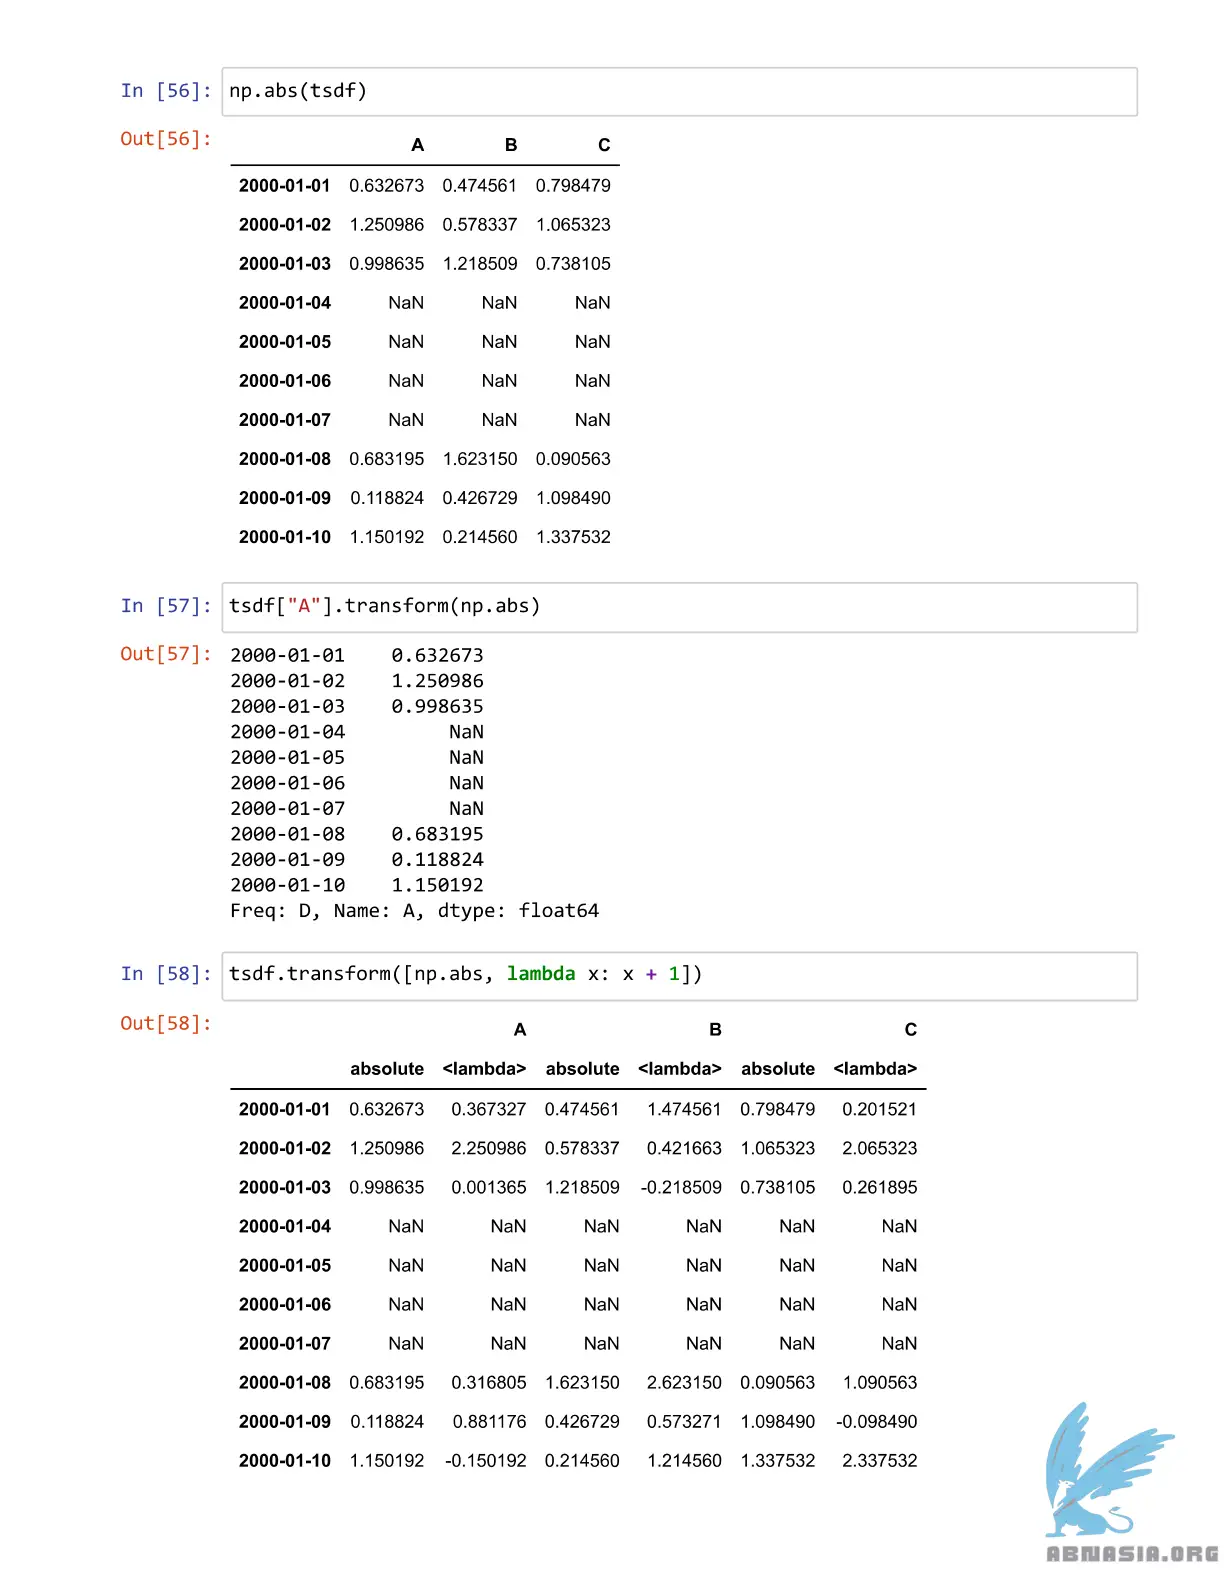 In [56]: np.abs(tsdf)
Out[56]:
A B C
2000-01-01 0.632673 0.474561 0.798479
2000-01-02 1.250986 0.578337 1.065323
2000-01-03 0.998635 1.218509 0.738105
2000-01-04 NaN NaN NaN
2000-01-05 NaN NaN NaN
2000-01-06 NaN NaN NaN
2000-01-07 NaN NaN NaN
2000-01-08 0.683195 1.623150 0.090563
2000-01-09 0.118824 0.426729 1.098490
2000-01-10 1.150192 0.214560 1.337532
In [57]: tsdf["A"].transform(np.abs)
Out[57]: 2000-01-01 0.632673
2000-01-02 1.250986
2000-01-03 0.998635
2000-01-04 NaN
2000-01-05 NaN
2000-01-06 NaN
2000-01-07 NaN
2000-01-08 0.683195
2000-01-09 0.118824
2000-01-10 1.150192
Freq: D, Name: A, dtype: float64
In [58]: tsdf.transform([np.abs, lambda x: x + 1])
Out[58]:
A B C
absolute <lambda> absolute <lambda> absolute <lambda>
2000-01-01 0.632673 0.367327 0.474561 1.474561 0.798479 0.201521
2000-01-02 1.250986 2.250986 0.578337 0.421663 1.065323 2.065323
2000-01-03 0.998635 0.001365 1.218509 -0.218509 0.738105 0.261895
2000-01-04 NaN NaN NaN NaN NaN NaN
2000-01-05 NaN NaN NaN NaN NaN NaN
2000-01-06 NaN NaN NaN NaN NaN NaN
2000-01-07 NaN NaN NaN NaN NaN NaN
2000-01-08 0.683195 0.316805 1.623150 2.623150 0.090563 1.090563
2000-01-09 0.118824 0.881176 0.426729 0.573271 1.098490 -0.098490
2000-01-10 1.150192 -0.150192 0.214560 1.214560 1.337532 2.337532
ABNASIA.ORG